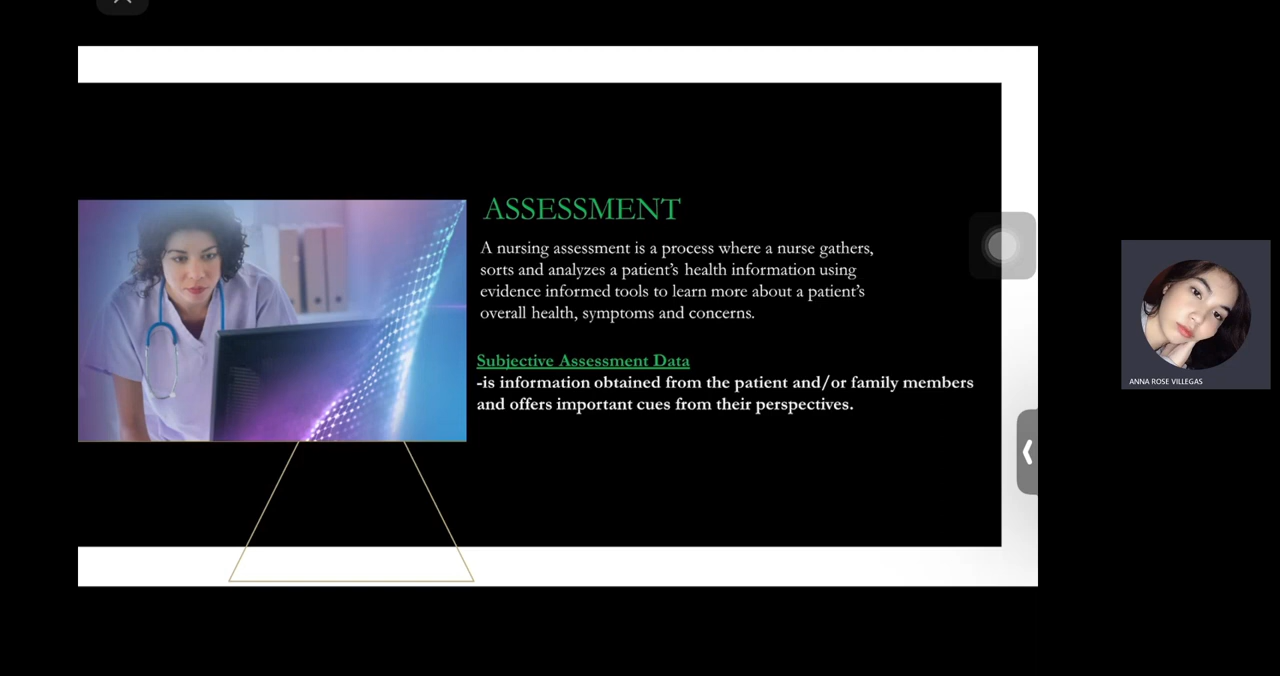 ASSESSMENT
A nursing assessment is a process where a nurse gathers,
sorts and analyzes a patient’s health information using
evidence informed tools to learn more about a patient’s
overall health, symptoms and concerns.
Subjective Assessment Data
-is information obtained from the patient and/or family members
and offers important cues from their perspectives.
ANNA ROSE VILLEGAS